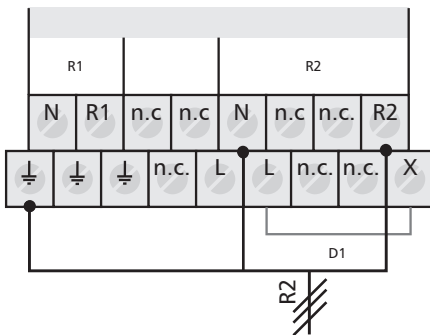 R1 R2
N R1 n.c n.c N n.c n.c. R2
n.c. L L n.c. n.c. X
D1
R2